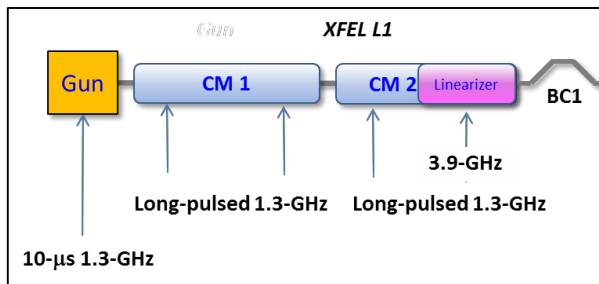 Gun XFEL L1
Gun CM 1 CM 2 Linearizer
BC1
3.9-GHz
Long-pulsed 1.3-GHz Long-pulsed 1.3-GHz
10-μs 1.3-GHz